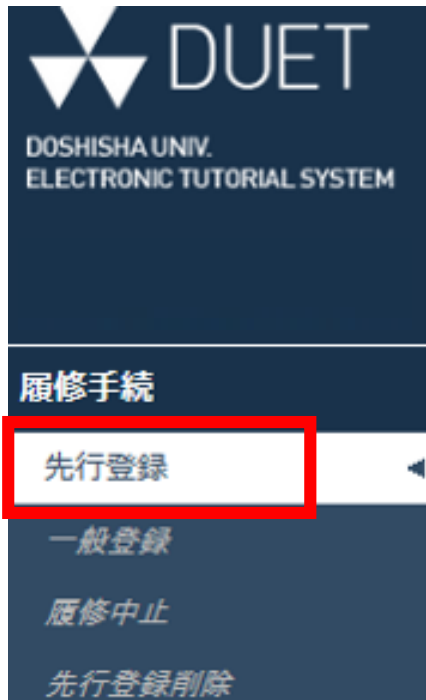 DUET
DOSHISHA UNIV.
ELECTRONIC TUTORIAL SYSTEM
履修手続
先行登録
一般登録
履修中止
先行登録削除